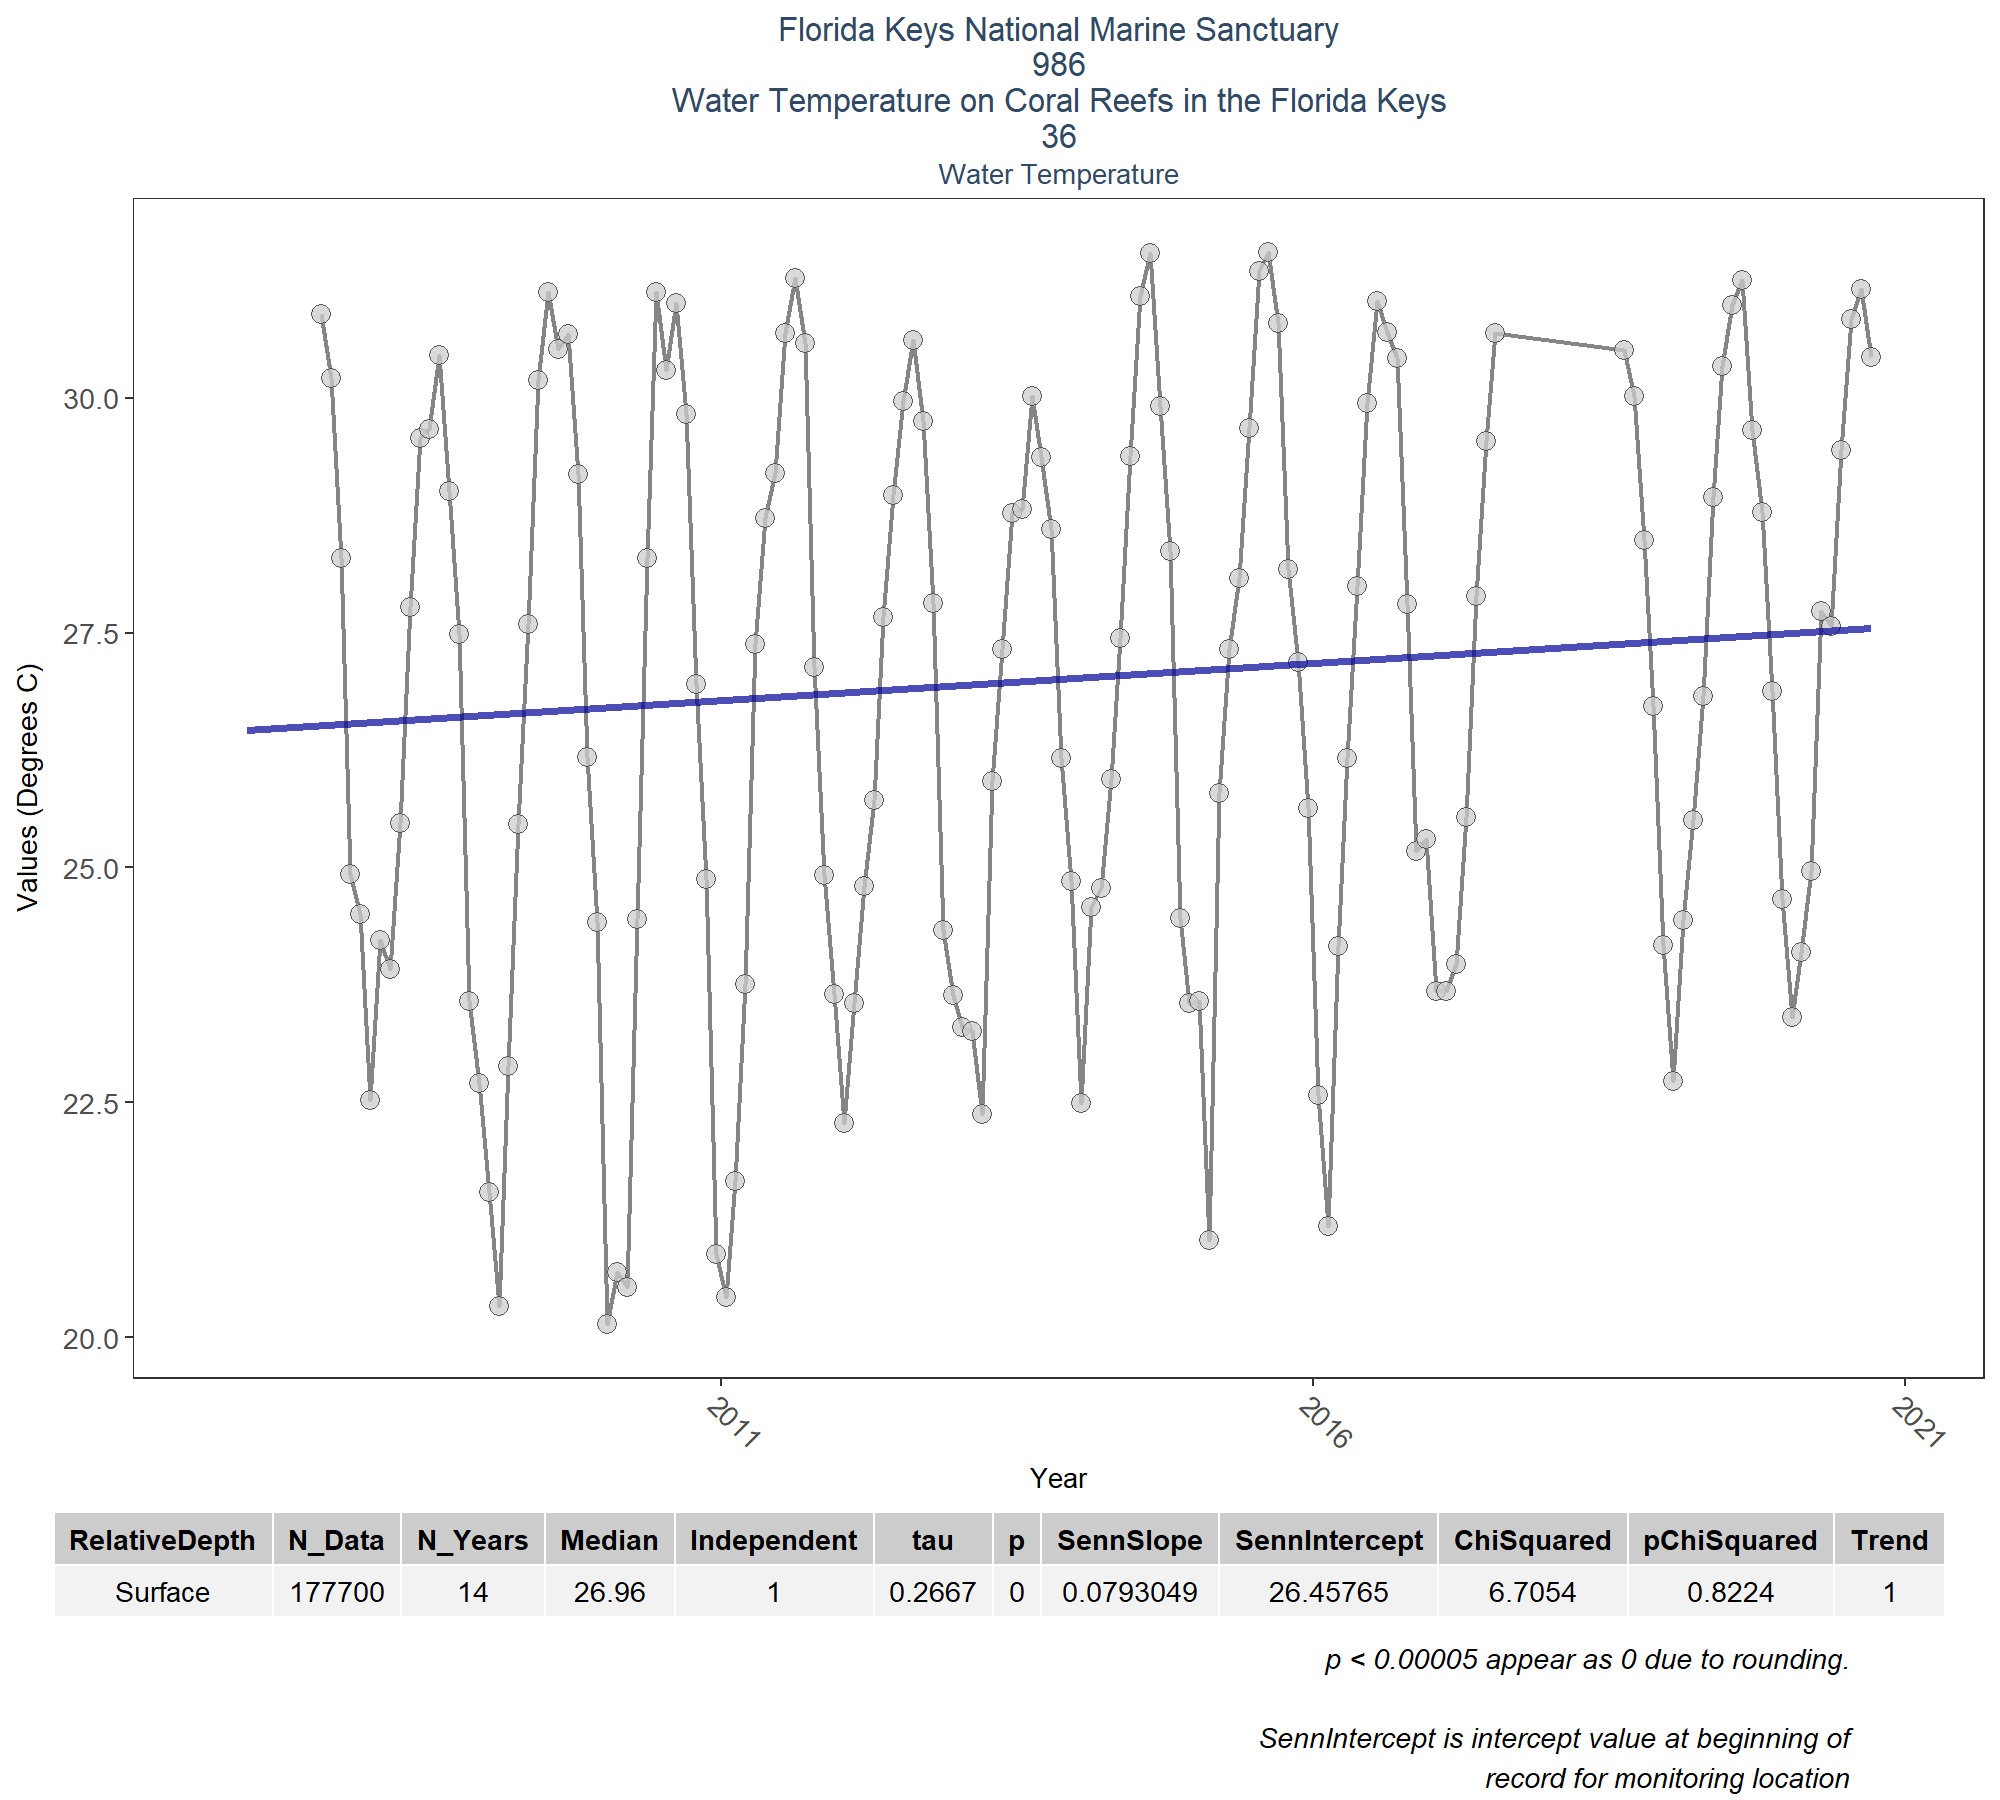 Florida Keys National Marine Sanctuary
986
Water Temperature on Coral Reefs in the Florida Keys
36
Water Temperature
Values (Degrees C)
30.0
27.5
25.0
22.5
20.0
2011 2016 2021
Year
RelativeDepth N_Data N_Years Median Independent tau p SennSlope SennIntercept ChiSquared pChiSquared Trend
Surface 177700 14 26.96 1 0.2667 0 0.0793049 26.45765 6.7054 0.8224 1
p < 0.00005 appear as 0 due to rounding.
SennIntercept is intercept value at beginning of
record for monitoring location